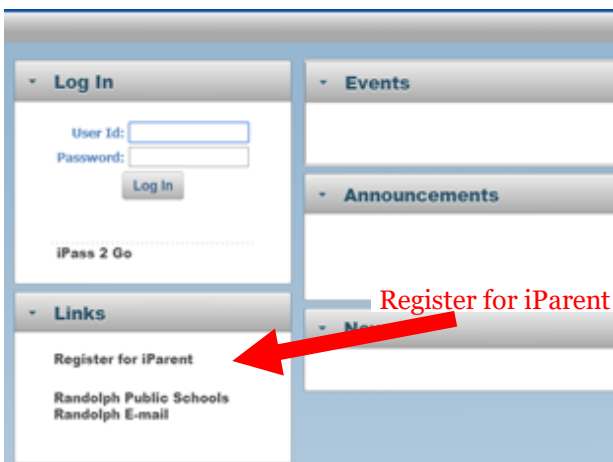 Log In
User Id:
Password:
Log In
iPass 2 Go
Links
Register for iParent
Randolph Public Schools
Randolph E-mail
Events
Announcements
Register for iParent